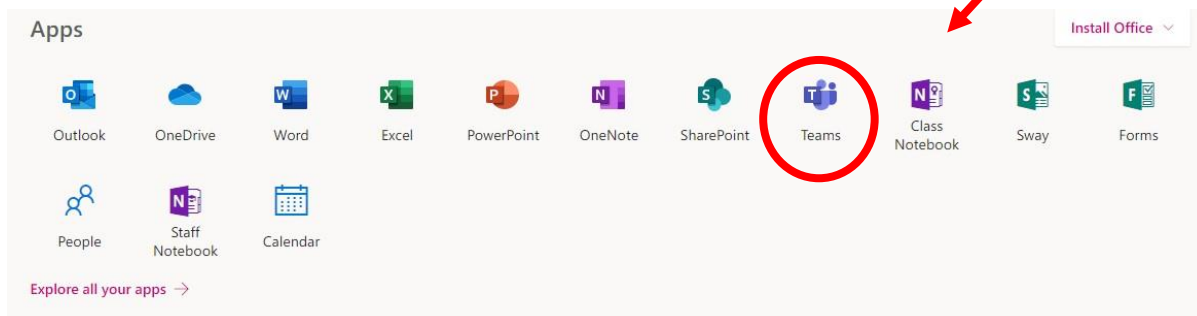 Apps
Install Office
Outlook
OneDrive
Word
Excel
PowerPoint
OneNote
SharePoint
Teams
Class
Notebook
Sway
Forms
People
Staff
Notebook
Calendar
Explore all your apps →